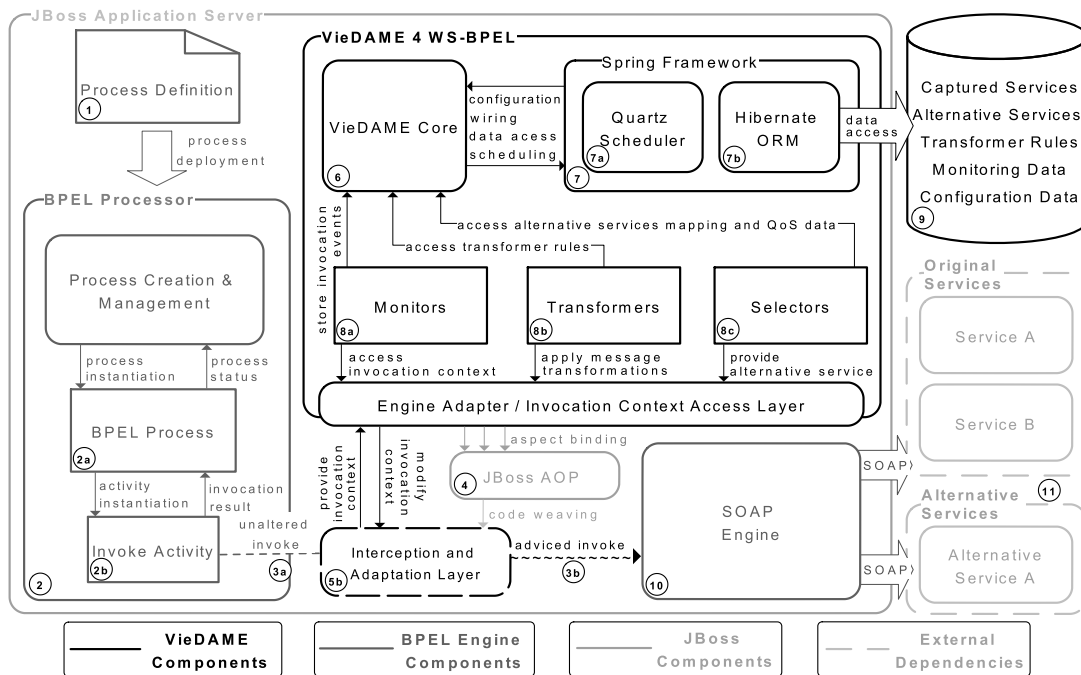 JBoss Application Server
Process Definition
1
process
deployment
BPEL Processor
Process Creation &
Management
process
instantiation
process
status
BPEL Process
2a
activity
instantiation
invocation
result
Invoke Activity
2b
2
unaltered
invoke
3a
VieDAME 4 WS-BPEL
VieDAME Core
6
configuration
wiring
data acess
scheduling
Spring Framework
Quartz
Scheduler
7a
Hibernate
ORM
7b
7
data
access
Captured Services
Alternative Services
Transformer Rules
Monitoring Data
Configuration Data
9
store invocation
events
access alternative services mapping and QoS data
access transformer rules
Monitors
8a
Transformers
8b
Selectors
8c
access
invocation context
apply message
transformations
provide
alternative service
Engine Adapter / Invocation Context Access Layer
provide
invocation
context
modify
invocation
context
aspect binding
JBoss AOP
4
code weaving
Interception and
Adaptation Layer
5b
adviced invoke
3b
SOAP
Engine
10
SOAP
SOAP
Original
Services
Service A
Service B
11
Alternative
Services
Alternative
Service A
VieDAME
Components
BPEL Engine
Components
JBoss
Components
External
Dependencies